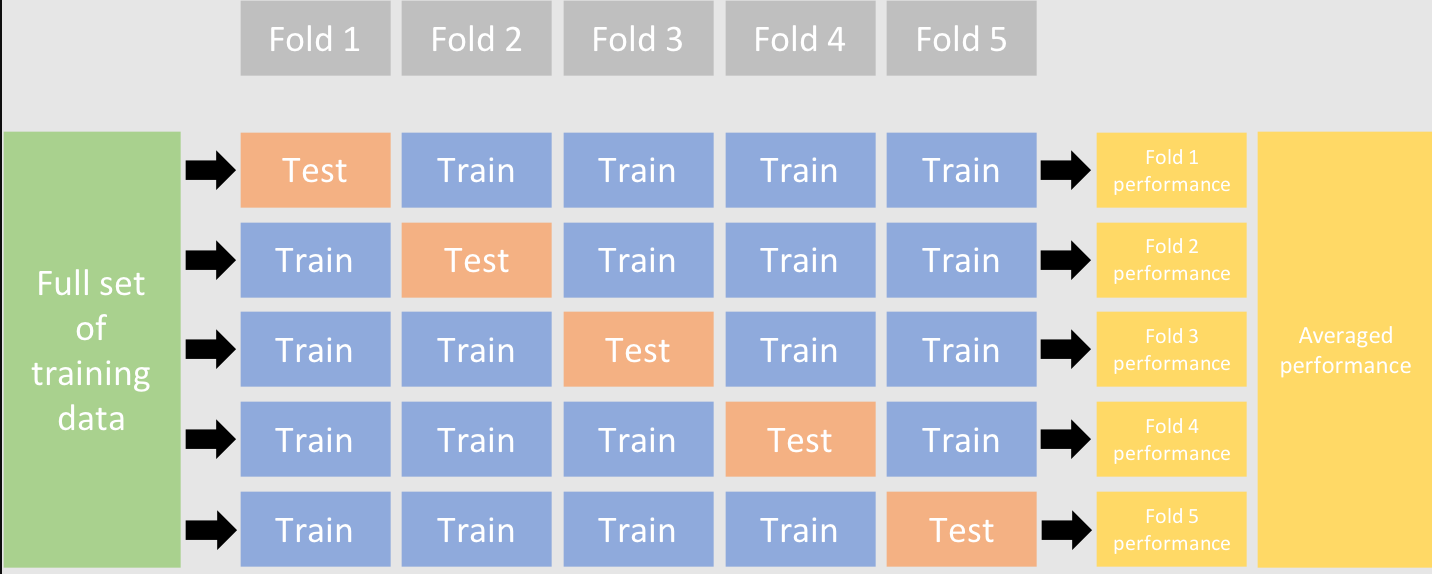 Fold 1 Fold 2 Fold 3 Fold 4 Fold 5
Full set
of
training
data
Test Train Train Train Train
Fold 1
performance
Train Test Train Train Train
Fold 2
performance
Train Train Test Train Train
Fold 3
performance
Train Train Train Test Train
Fold 4
performance
Train Train Train Train Test
Fold 5
performance
Averaged
performance